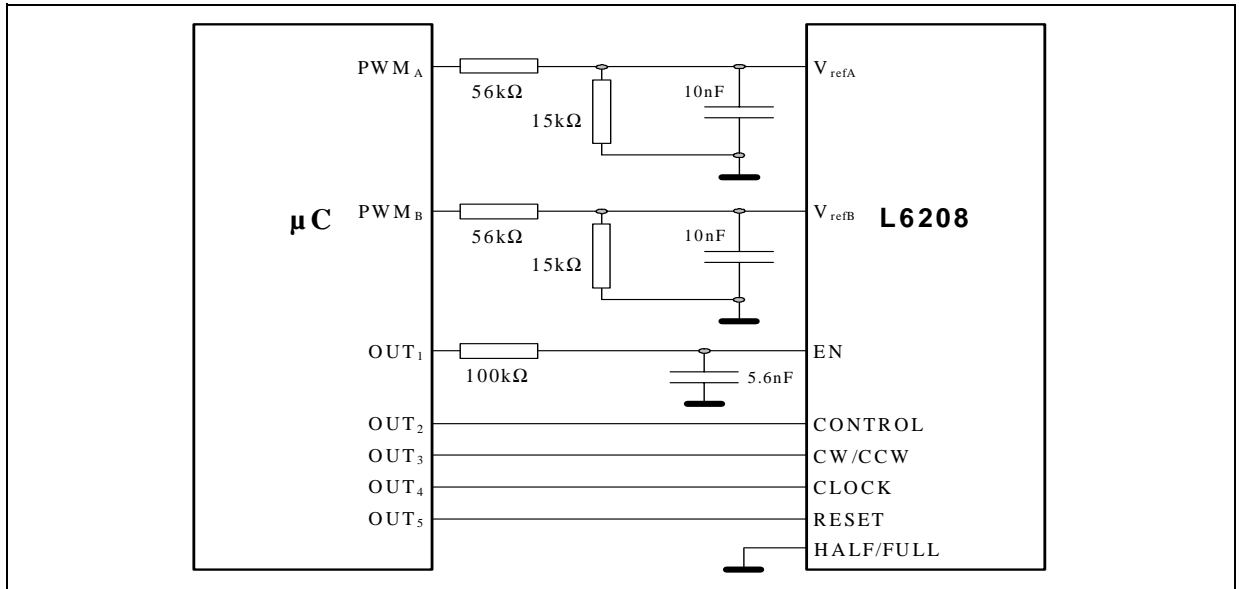 PWM_A
56kΩ
15kΩ
10nF
V_refA
µC
PWM_B
56kΩ
15kΩ
10nF
V_refB
L6208
OUT_1
100kΩ
5.6nF
EN
OUT_2
CONTROL
OUT_3
CW/CCW
OUT_4
CLOCK
OUT_5
RESET
HALF/FULL